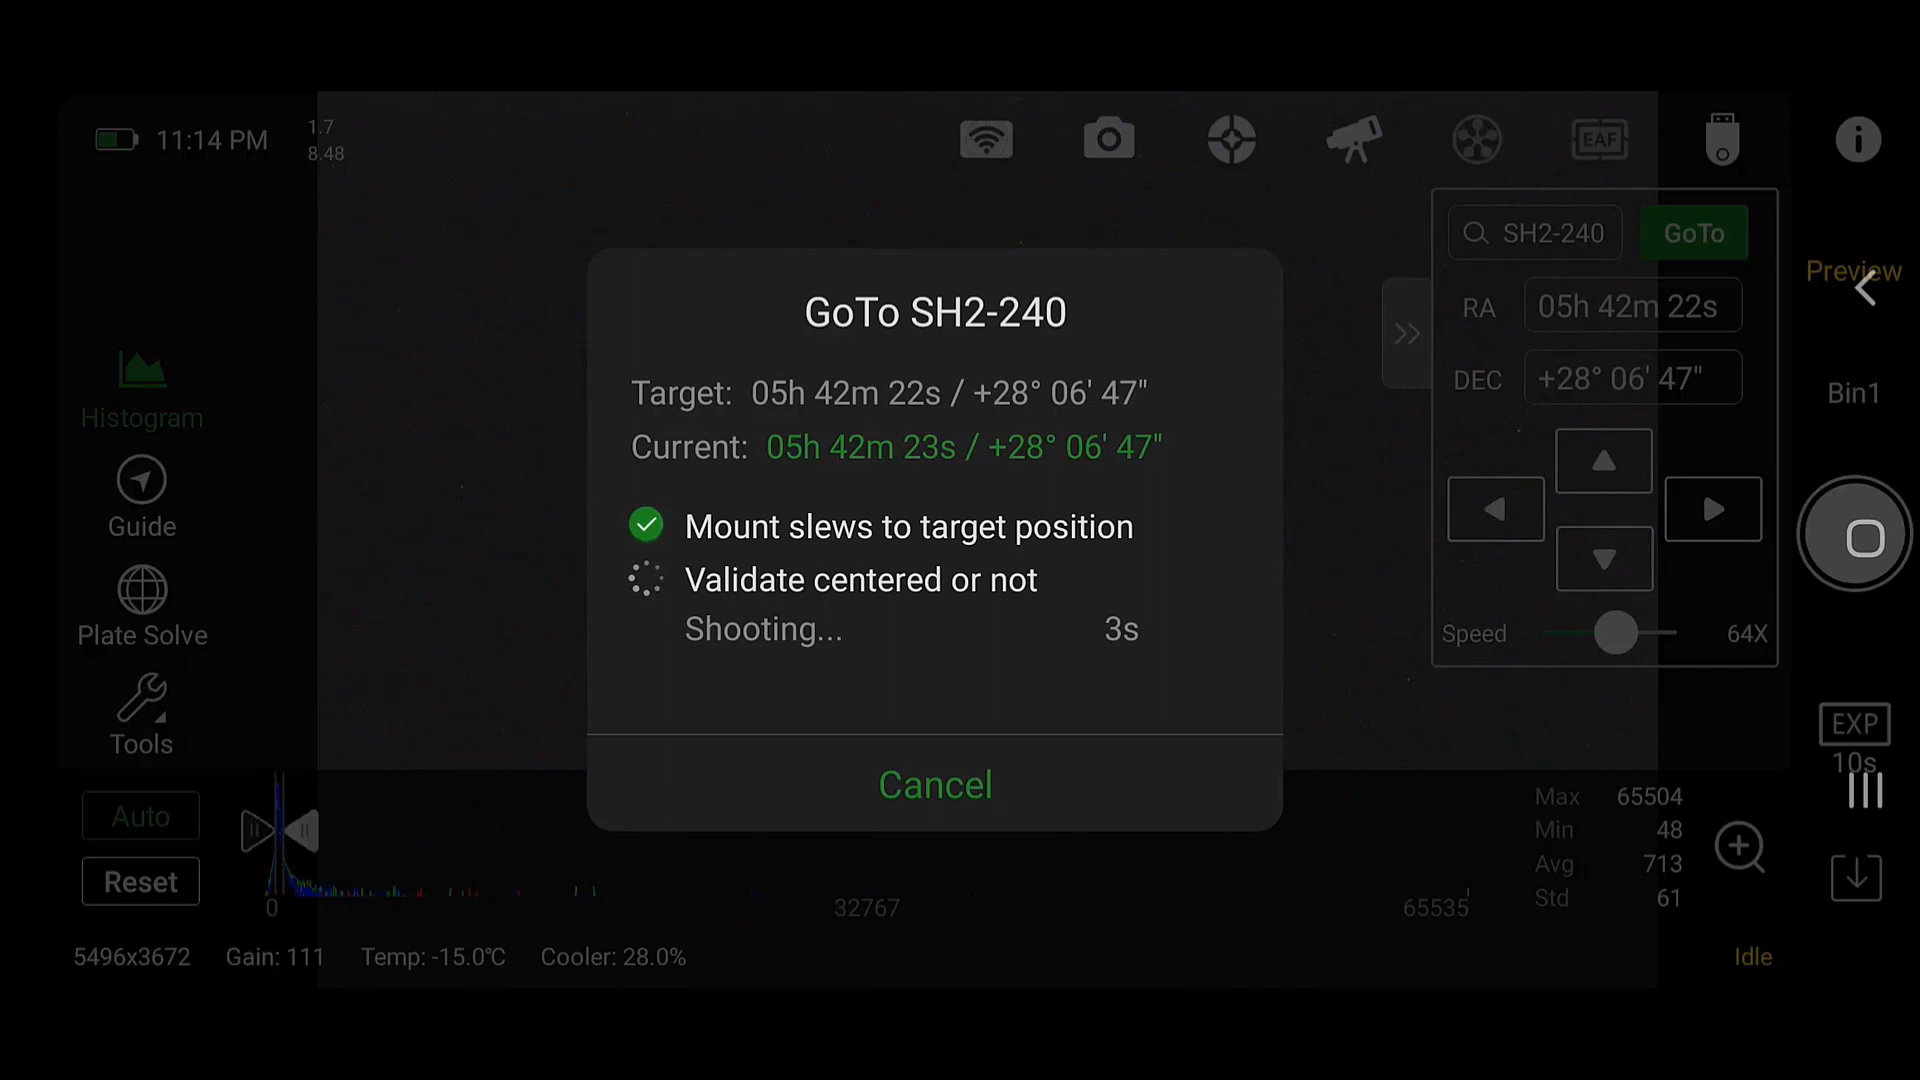 11:14 PM
1.7
8.48
EAF
SH2-240
GoTo
Preview
RA 05h 42m 22s
DEC +28° 06' 47"
Bin1
Speed 64X
EXP
10s
Histogram
Guide
Plate Solve
Tools
GoTo SH2-240
Target: 05h 42m 22s / +28° 06' 47"
Current: 05h 42m 23s / +28° 06' 47"
Mount slews to target position
Validate centered or not
Shooting... 3s
Cancel
Auto
Reset
0 32767 65535
Max 65504
Min 48
Avg 713
Std 61
5496x3672 Gain: 111 Temp: -15.0℃ Cooler: 28.0%
Idle